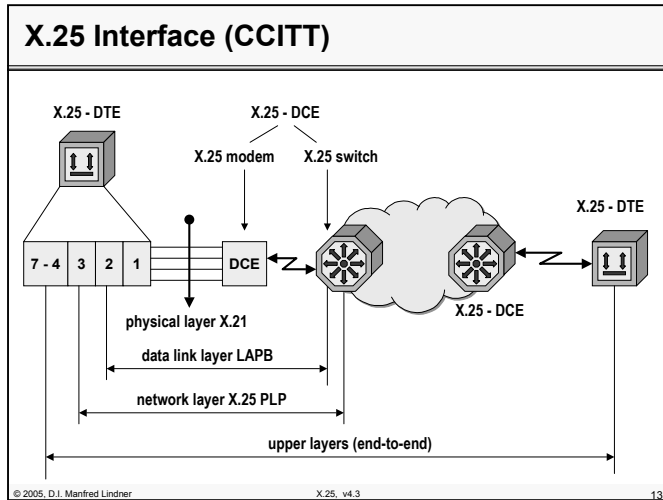 X.25 Interface (CCITT)
X.25 - DTE
X.25 - DCE
X.25 modem
X.25 switch
X.25 - DTE
7 - 4
3
2
1
DCE
X.25 - DCE
physical layer X.21
data link layer LAPB
network layer X.25 PLP
upper layers (end-to-end)
© 2005, D.I. Manfred Lindner
X.25, v4.3
13